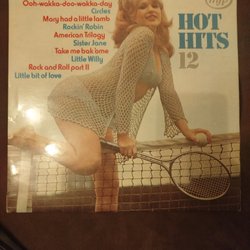 mfp
Ooh-wakka-doo-wakka-day
Circles
Mary had a little lamb
Rockin' Robin
American Trilogy
Sister Jane
Take me bak 'ome
Little Willy
Rock and Roll part II
Little bit of love
HOT
HITS
12